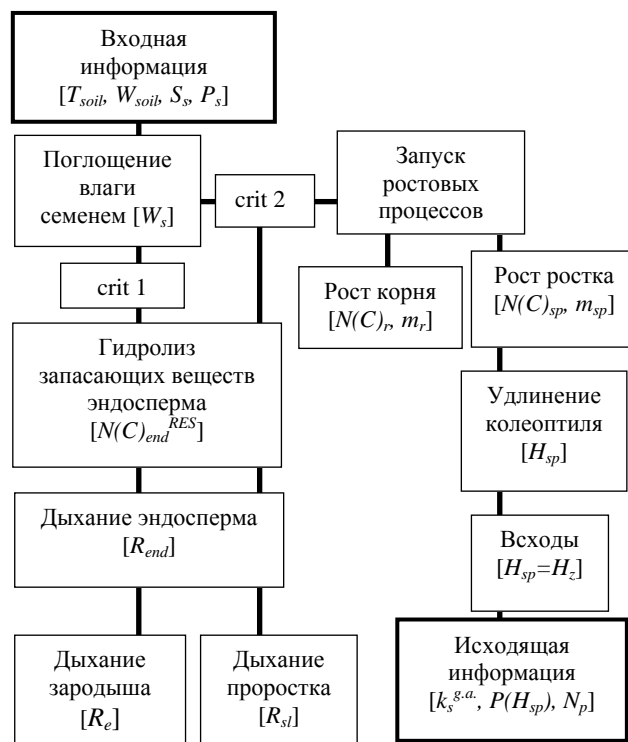 Входная
информация
[T_soil, W_soil, S_s, P_s]
Поглощение
влаги
семенем [W_s]
crit 2
Запуск
ростовых
процессов
crit 1
Рост корня
[N(C)_r, m_r]
Рост ростка
[N(C)_sp, m_sp]
Гидролиз
запасающих веществ
эндосперма
[N(C)_end^RES]
Удлинение
колеоптиля
[H_sp]
Дыхание эндосперма
[R_end]
Всходы
[H_sp=H_z]
Дыхание
зародыша
[R_e]
Дыхание
проростка
[R_sl]
Исходящая
информация
[k_s^g.a., P(H_sp), N_p]